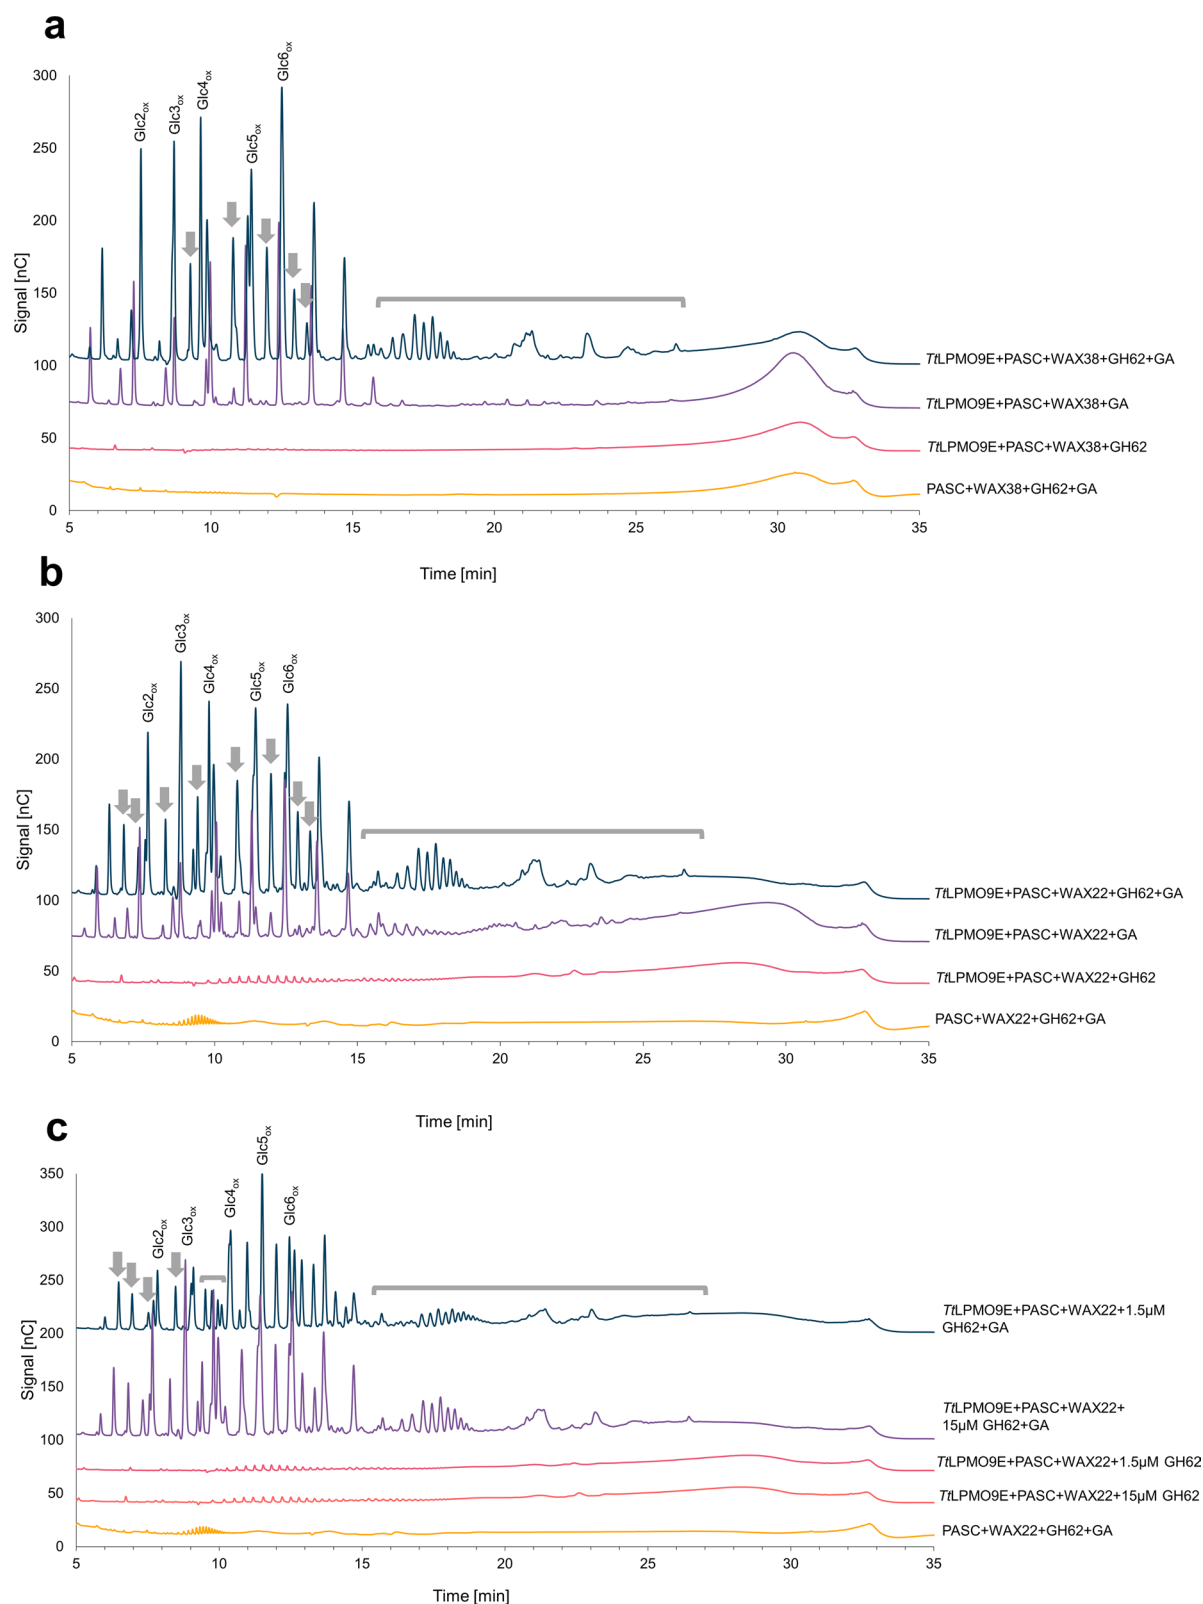 a
Glc2ox
Glc3ox
Glc4ox
Glc5ox
Glc6ox
Signal [nC]
300
250
200
150
100
50
0
TtLPMO9E+PASC+WAX38+GH62+GA
TtLPMO9E+PASC+WAX38+GA
TtLPMO9E+PASC+WAX38+GH62
PASC+WAX38+GH62+GA
5 10 15 20 25 30 35
Time [min]
b
Glc2ox
Glc3ox
Glc4ox
Glc5ox
Glc6ox
Signal [nC]
300
250
200
150
100
50
0
TtLPMO9E+PASC+WAX22+GH62+GA
TtLPMO9E+PASC+WAX22+GA
TtLPMO9E+PASC+WAX22+GH62
PASC+WAX22+GH62+GA
5 10 15 20 25 30 35
Time [min]
c
Glc2ox
Glc3ox
Glc4ox
Glc5ox
Glc6ox
Signal [nC]
350
300
250
200
150
100
50
0
TtLPMO9E+PASC+WAX22+1.5µM
GH62+GA
TtLPMO9E+PASC+WAX22+
15µM GH62+GA
TtLPMO9E+PASC+WAX22+1.5µM GH62
TtLPMO9E+PASC+WAX22+15µM GH62
PASC+WAX22+GH62+GA
5 10 15 20 25 30 35
Time [min]